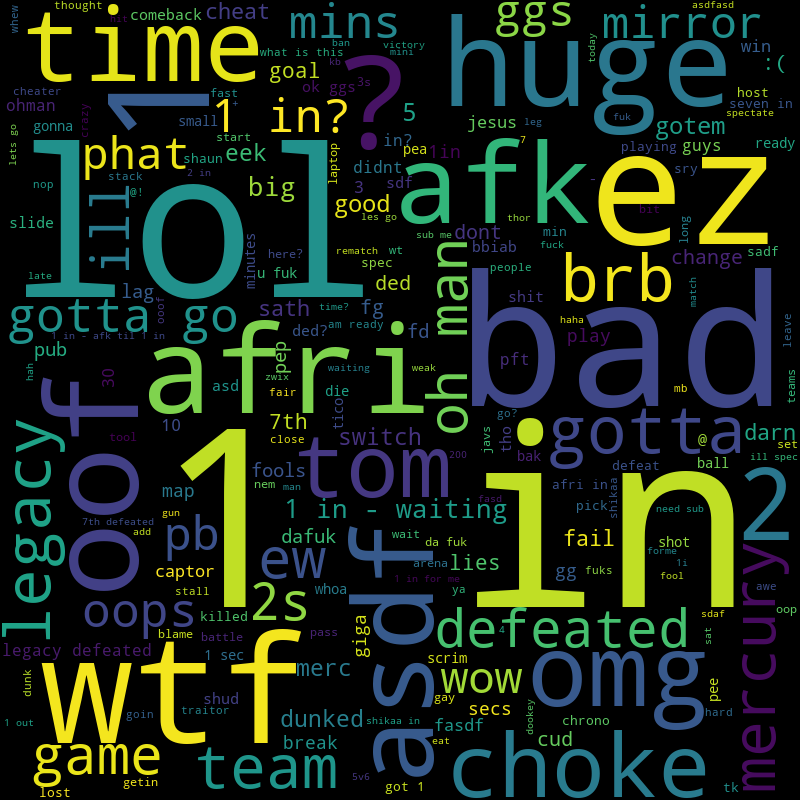 whew
thought
comeback
cheat
mins
ggs
mirror
asdfasd
time
hit
what is this
ban
victory
mini
huge
today
win
:(
cheater
kb
goal
ok ggs
3s
?
host
seven in
spectate
ohman
gonna
crazy
1
fast
+
small
1 in?
5
jesus
leg
fuk
gotem
lets go
phat
start
shaun
eek
laptop
in?
pea
1in
7
playing
guys
ready
nop
stack
@!
2 in
didnt
sdf
3
afk
-
sry
ez
lol
ill
big
good
les go
thor
bit
slide
minutes
here?
sub me
dont
min
fuck
long
oh man
rematch
wt
bbiab
change
sadf
late
lag
u fuk
spec
ded
people
brb
match
ooof
sath
time?
fg
shit
bad
gotta go
1 in - afk til 1 in
ded?
am ready
fd
haha
play
leave
pub
hah
afri
pep
zwix
fair
waiting
weak
pft
teams
oof
30
asd
die
mb
legacy
10
7th
tico
go?
tho
gotta
darn
tool
close
tom
switch
200
javs
bak
@
set
fools
defeat
ball
ill spec
map
nem
man
1 in
afri in
shikaa
pick
2
7th defeated
gun
add
1 in - waiting
fasd
need sub
pb
dafuk
wait
da fuk
fail
shot
forme
captor
ew
whoa
arena
lies
gg
fuks
1i
fool
mercury
stall
1 in for me
asdf
ya
awe
oops
2s
killed
oop
blame
battle
pass
giga
defeated
4
sdaf
sat
legacy defeated
1 sec
merc
scrim
wow
omg
pee
wtf
dunk
shud
gay
secs
hard
1 out
goin
traitor
dunked
shikaa in
fasdf
dookey
chrono
game
break
eat
cud
choke
team
5v6
getin
lost
got 1
tk